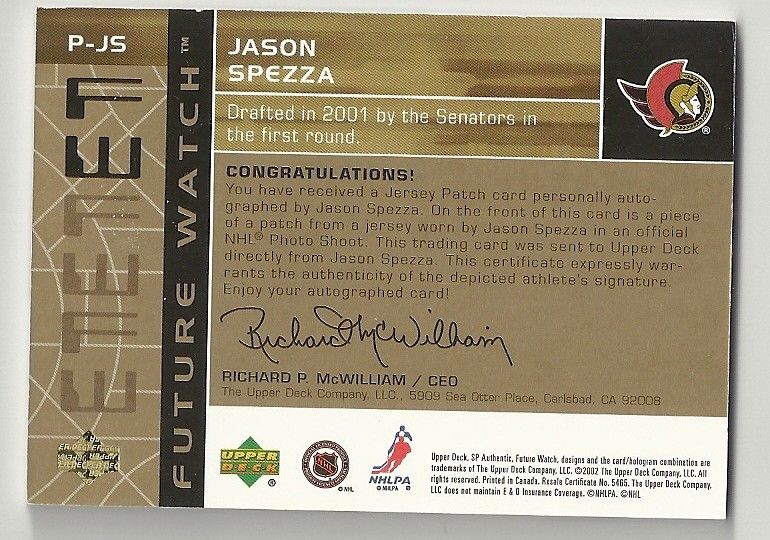 P-JS
FUTURE WATCH™
JASON
SPEZZA
Drafted in 2001 by the Senators in
the first round.
®
CONGRATULATIONS!
You have received a Jersey Patch card personally auto-
graphed by Jason Spezza. On the front of this card is a piece
of a patch from a jersey worn by Jason Spezza in an official
NHL® Photo Shoot. This trading card was sent to Upper Deck
directly from Jason Spezza. This certificate expressly war-
rants the authenticity of the depicted athlete's signature.
Enjoy your autographed card!
Richard McWilliam
RICHARD P. McWILLIAM / CEO
The Upper Deck Company, LLC., 5909 Sea Otter Place, Carlsbad, CA 92008
UPPER
DECK ®
NHL
©NHL
NHLPA
©NHLPA ®
Upper Deck, SP Authentic, Future Watch, designs and the card/hologram combination are
trademarks of The Upper Deck Company, LLC. ©2002 The Upper Deck Company, LLC. All
rights reserved. Printed in Canada. Resale Certificate No. 5465. The Upper Deck Company,
LLC does not maintain E & O Insurance Coverage. ©NHLPA. ©NHL